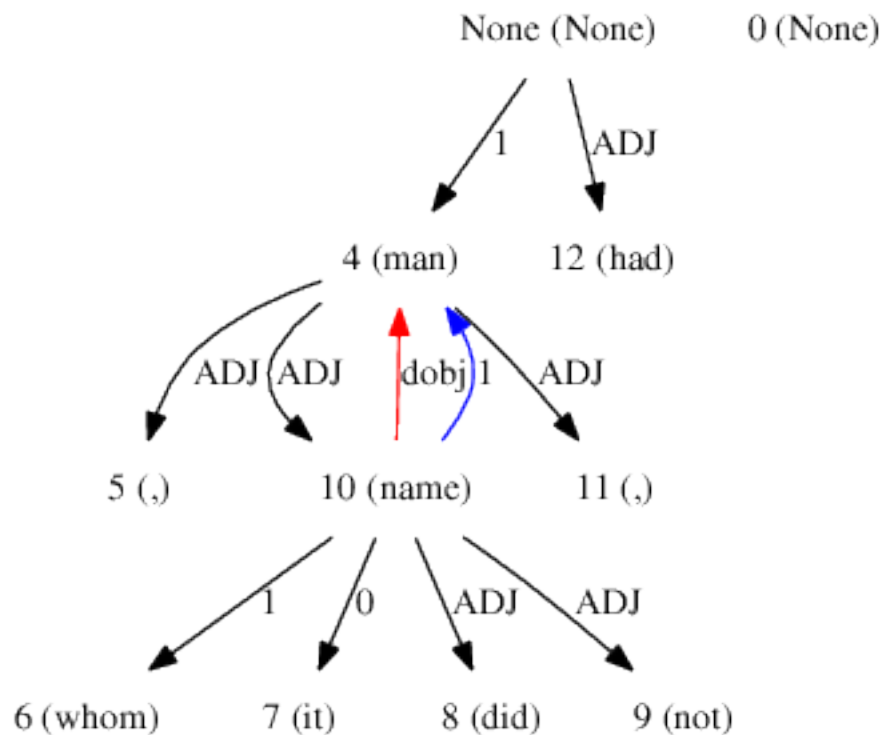 None (None) 0 (None)
1 ADJ
4 (man) 12 (had)
ADJ ADJ dobj 1 ADJ
5 (,) 10 (name) 11 (,)
1 0 ADJ ADJ
6 (whom) 7 (it) 8 (did) 9 (not)